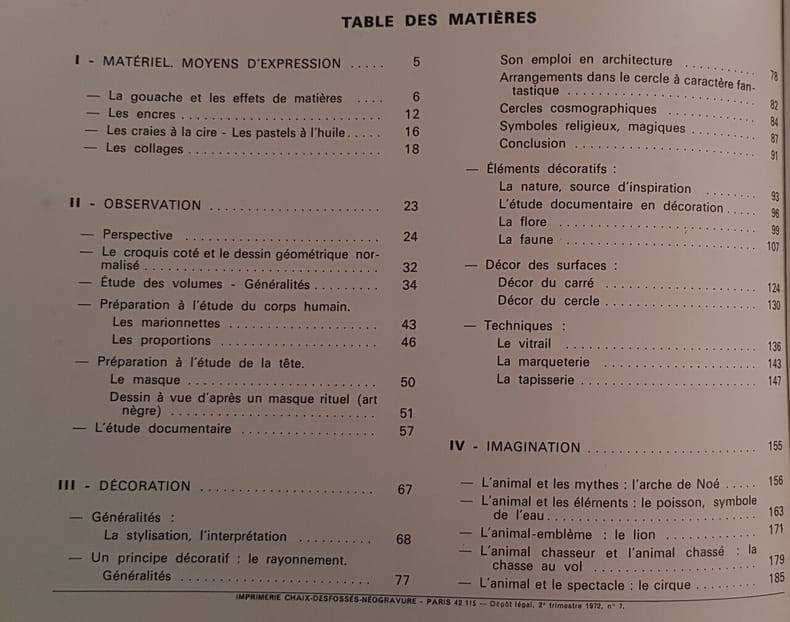 TABLE DES MATIÈRES
I - MATÉRIEL. MOYENS D'EXPRESSION ..... 5
— La gouache et les effets de matières .... 6
— Les encres ............................ 12
— Les craies à la cire - Les pastels à l'huile..... 16
— Les collages ........................... 18
II - OBSERVATION ........................ 23
— Perspective ........................... 24
— Le croquis coté et le dessin géométrique nor-
malisé ................................. 32
— Étude des volumes - Généralités ......... 34
— Préparation à l'étude du corps humain.
Les marionnettes ..................... 43
Les proportions ...................... 46
— Préparation à l'étude de la tête.
Le masque ........................... 50
Dessin à vue d'après un masque rituel (art
nègre) ............................. 51
— L'étude documentaire ................... 57
III - DÉCORATION ......................... 67
— Généralités :
La stylisation, l'interprétation .......... 68
— Un principe décoratif : le rayonnement.
Généralités ........................... 77
Son emploi en architecture .......... 78
Arrangements dans le cercle à caractère fan-
tastique ........................... 82
Cercles cosmographiques .............. 84
Symboles religieux, magiques .......... 87
Conclusion .......................... 91
— Éléments décoratifs :
La nature, source d'inspiration ....... 93
L'étude documentaire en décoration ..... 96
La flore ............................ 99
La faune ........................... 107
— Décor des surfaces :
Décor du carré ....................... 124
Décor du cercle ...................... 130
— Techniques :
Le vitrail ........................... 136
La marqueterie ...................... 143
La tapisserie ......................... 147
IV - IMAGINATION ........................ 155
— L'animal et les mythes : l'arche de Noé ..... 156
— L'animal et les éléments : le poisson, symbole
de l'eau .............................. 163
— L'animal-emblème : le lion ............. 171
— L'animal chasseur et l'animal chassé : la
chasse au vol ........................ 179
— L'animal et le spectacle : le cirque ......... 185
IMPRIMERIE CHAIX-DESFOSSÉS-NÉOGRAVURE - PARIS 42 115 — Dépôt légal, 2e trimestre 1972, n° 7.